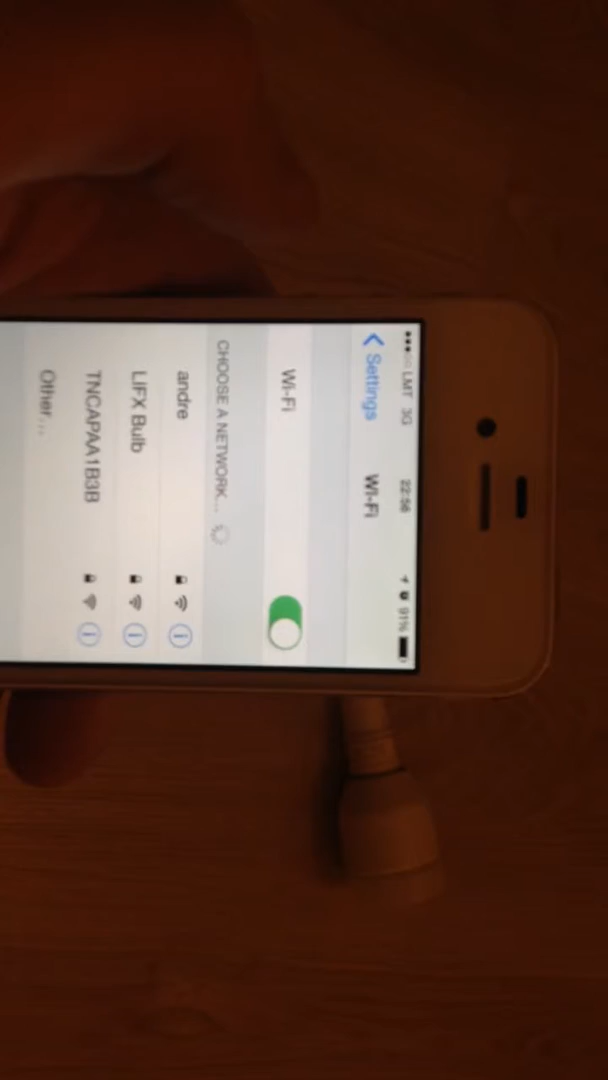 LMT 3G 22:56 91%
Settings Wi-Fi
Wi-Fi
CHOOSE A NETWORK...
andre
LIFX Bulb
TNCAPAA1B3B
Other...